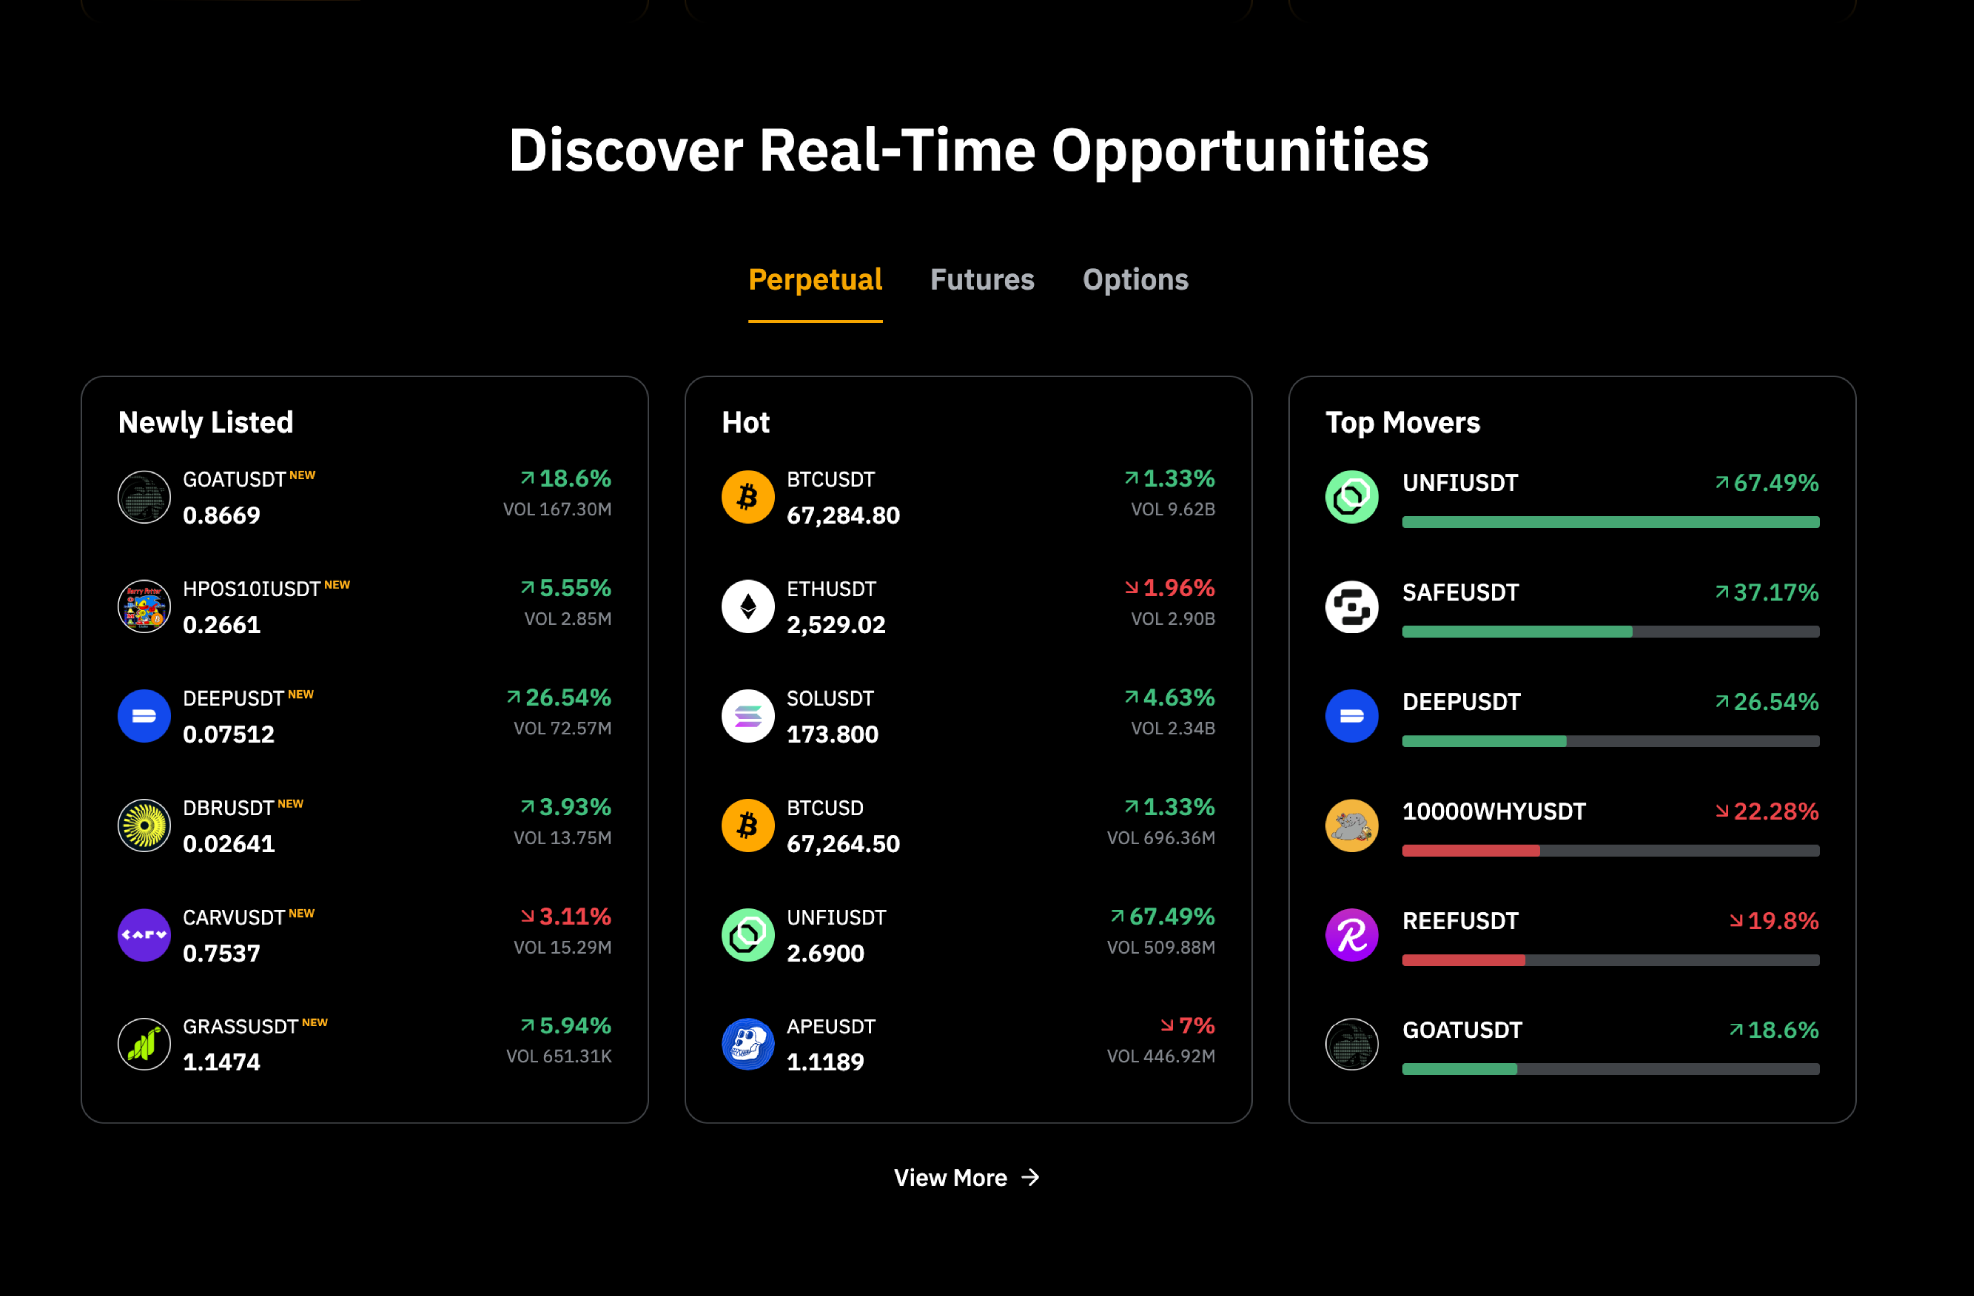 Discover Real-Time Opportunities
Perpetual Futures Options
Newly Listed
GOATUSDT NEW 18.6%
0.8669 VOL 167.30M
HPOS10IUSDT NEW 5.55%
0.2661 VOL 2.85M
DEEPUSDT NEW 26.54%
0.07512 VOL 72.57M
DBRUSDT NEW 3.93%
0.02641 VOL 13.75M
CARVUSDT NEW 3.11%
0.7537 VOL 15.29M
GRASSUSDT NEW 5.94%
1.1474 VOL 651.31K
Hot
BTCUSDT 1.33%
67,284.80 VOL 9.62B
ETHUSDT 1.96%
2,529.02 VOL 2.90B
SOLUSDT 4.63%
173.800 VOL 2.34B
BTCUSD 1.33%
67,264.50 VOL 696.36M
UNFIUSDT 67.49%
2.6900 VOL 509.88M
APEUSDT 7%
1.1189 VOL 446.92M
Top Movers
UNFIUSDT 67.49%
SAFEUSDT 37.17%
DEEPUSDT 26.54%
10000WHYUSDT 22.28%
REEFUSDT 19.8%
GOATUSDT 18.6%
View More →